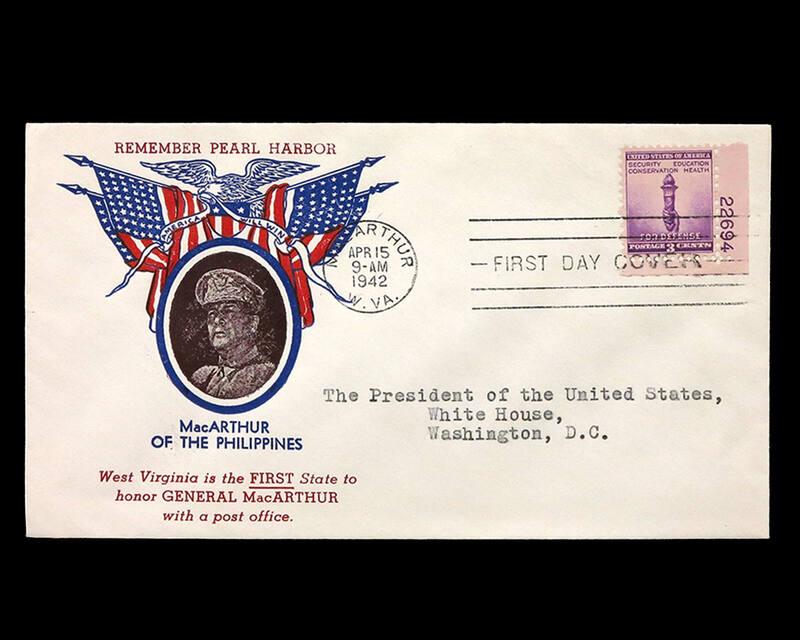 REMEMBER PEARL HARBOR
AMERICA WILL WIN
MacARTHUR
OF THE PHILIPPINES
West Virginia is the FIRST State to
honor GENERAL MacARTHUR
with a post office.
MACARTHUR
APR 15
9-AM
1942
W. VA.
FIRST DAY COVER
UNITED STATES OF AMERICA
SECURITY EDUCATION
CONSERVATION HEALTH
FOR DEFENSE
POSTAGE 3 CENTS
22694
The President of the United States,
White House,
Washington, D.C.